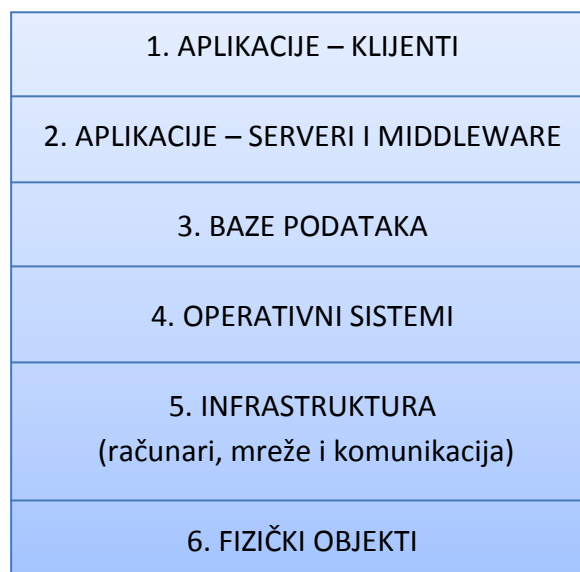 1. APLIKACIJE – KLIJENTI
2. APLIKACIJE – SERVERI I MIDDLEWARE
3. BAZE PODATAKA
4. OPERATIVNI SISTEMI
5. INFRASTRUKTURA
(računari, mreže i komunikacija)
6. FIZIČKI OBJEKTI